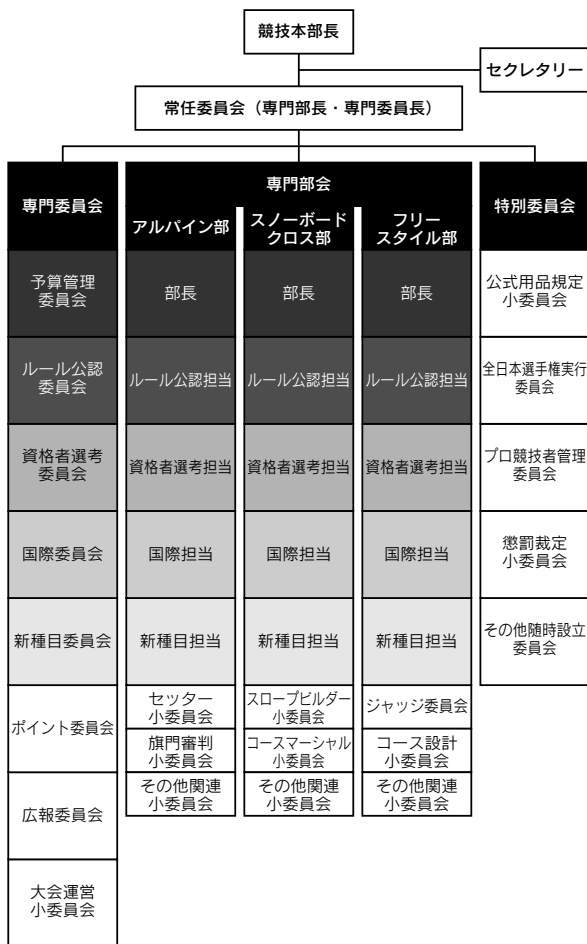 競技本部長
セクレタリー
常任委員会（専門部長・専門委員長）
専門委員会
専門部会
特別委員会
アルパイン部
スノーボード
クロス部
フリー
スタイル部
予算管理
委員会
部長
部長
部長
公式用品規定
小委員会
ルール公認
委員会
ルール公認担当
ルール公認担当
ルール公認担当
全日本選手権実行
委員会
資格者選考
委員会
資格者選考担当
資格者選考担当
資格者選考担当
プロ競技者管理
委員会
国際委員会
国際担当
国際担当
国際担当
懲罰裁定
小委員会
新種目委員会
新種目担当
新種目担当
新種目担当
その他随時設立
委員会
ポイント委員会
セッター
小委員会
スロープビルダー
小委員会
ジャッジ委員会
旗門審判
小委員会
コースマーシャル
小委員会
コース設計
小委員会
広報委員会
その他関連
小委員会
その他関連
小委員会
その他関連
小委員会
大会運営
小委員会